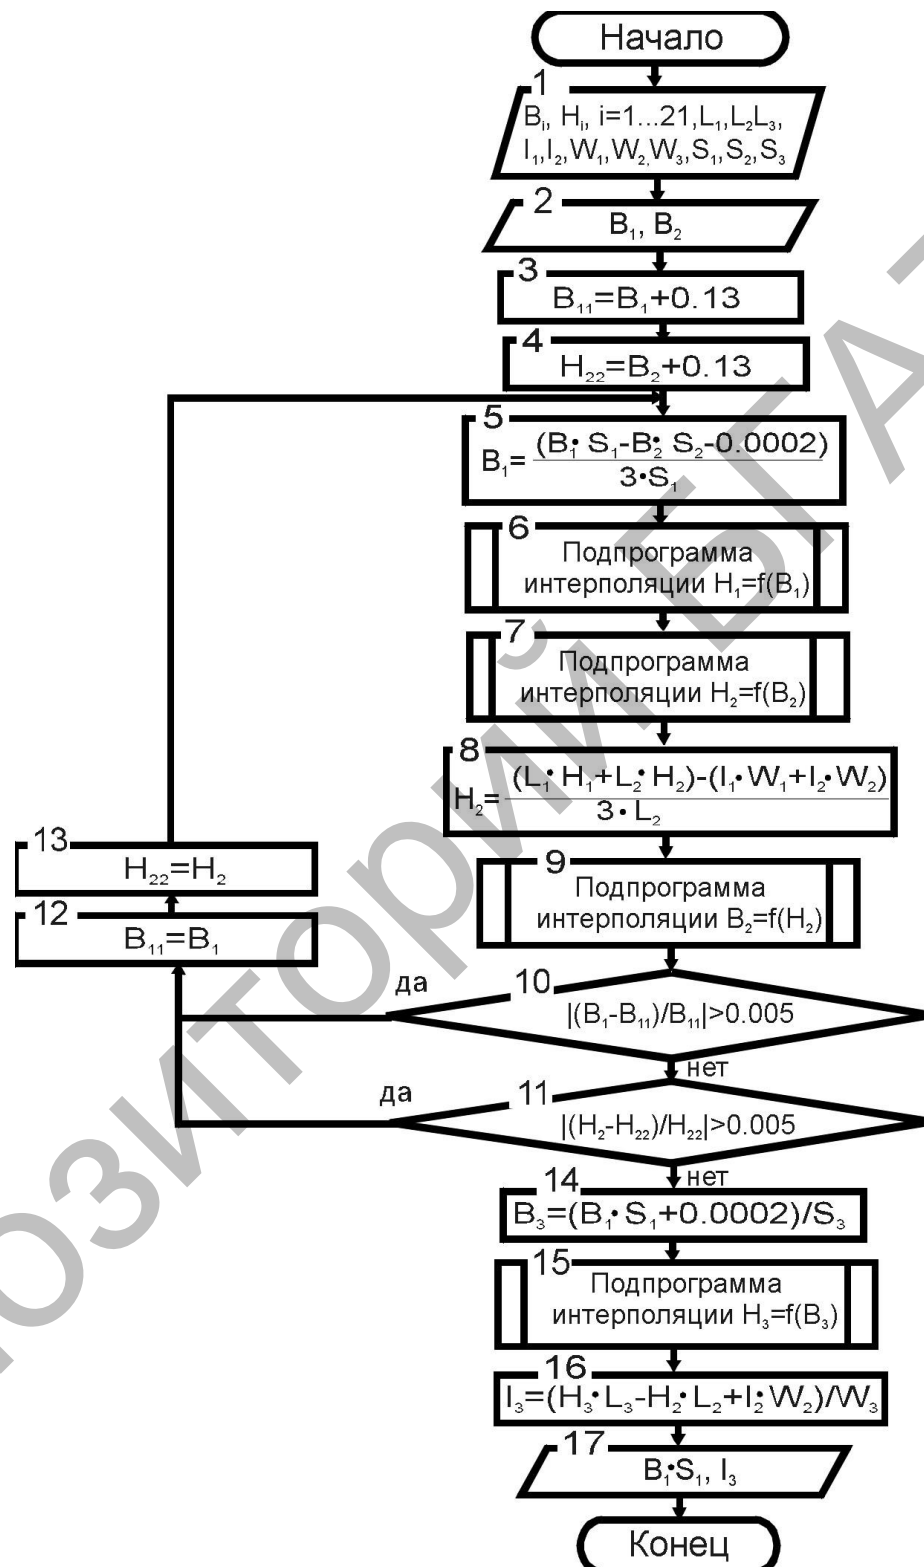 Начало
1
Bᵢ, Hᵢ, i=1...21,L₁,L₂L₃,
I₁,I₂,W₁,W₂,W₃,S₁,S₂,S₃
2
B₁, B₂
3
B₁₁=B₁+0.13
4
H₂₂=B₂+0.13
5
B₁=(B₁•S₁-B₂•S₂-0.0002)
3•S₁
6
Подпрограмма
интерполяции H₁=f(B₁)
7
Подпрограмма
интерполяции H₂=f(B₂)
8
H₂=(L₁•H₁+L₂•H₂)-(I₁•W₁+I₂•W₂)
3•L₂
9
Подпрограмма
интерполяции B₂=f(H₂)
13
H₂₂=H₂
12
B₁₁=B₁
да
10
|(B₁-B₁₁)/B₁₁|>0.005
нет
да
11
|(H₂-H₂₂)/H₂₂|>0.005
нет
14
B₃=(B₁•S₁+0.0002)/S₃
15
Подпрограмма
интерполяции H₃=f(B₃)
16
I₃=(H₃•L₃-H₂•L₂+I₂•W₂)/W₃
17
B₁•S₁, I₃
Конец